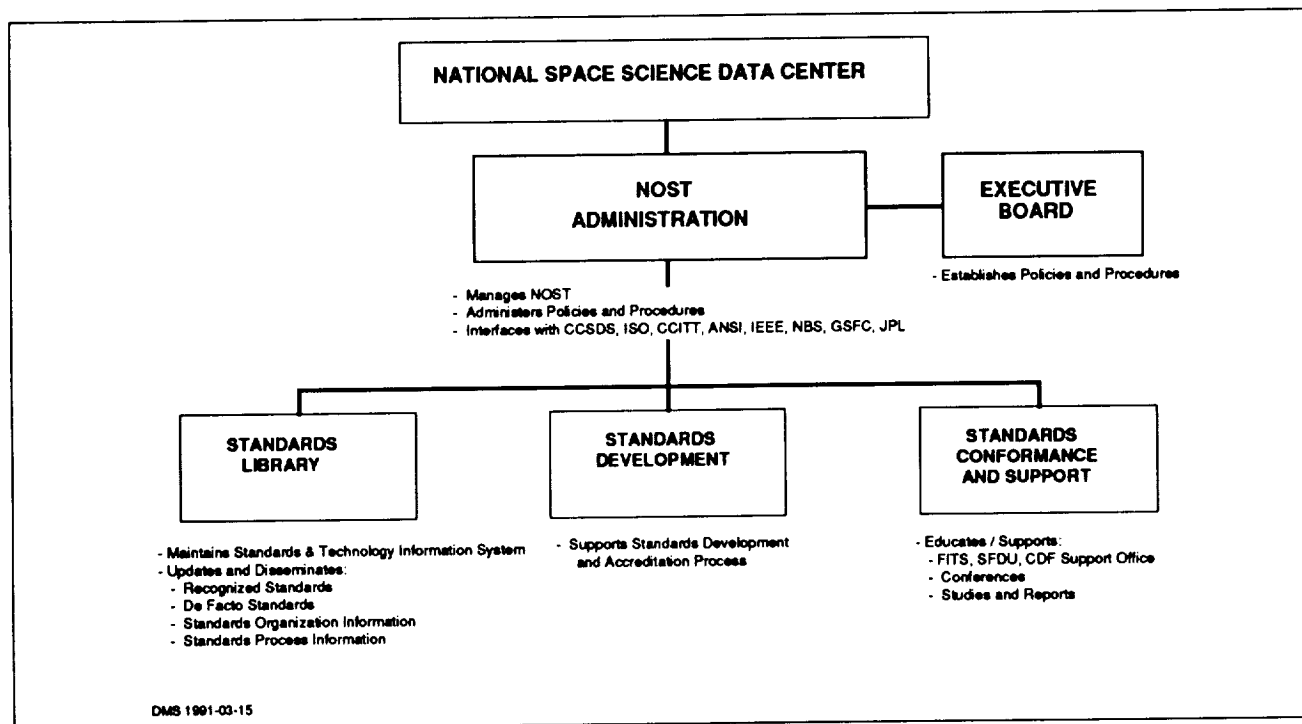 NATIONAL SPACE SCIENCE DATA CENTER
NOST
ADMINISTRATION
EXECUTIVE
BOARD
- Establishes Policies and Procedures
- Manages NOST
- Administers Policies and Procedures
- Interfaces with CCSDS, ISO, CCITT, ANSI, IEEE, NBS, GSFC, JPL
STANDARDS
LIBRARY
- Maintains Standards & Technology Information System
- Updates and Disseminates:
- Recognized Standards
- De Facto Standards
- Standards Organization Information
- Standards Process Information
STANDARDS
DEVELOPMENT
- Supports Standards Development
and Accreditation Process
STANDARDS
CONFORMANCE
AND SUPPORT
- Educates / Supports:
- FITS, SFDU, CDF Support Office
- Conferences
- Studies and Reports
DMS 1991-03-15